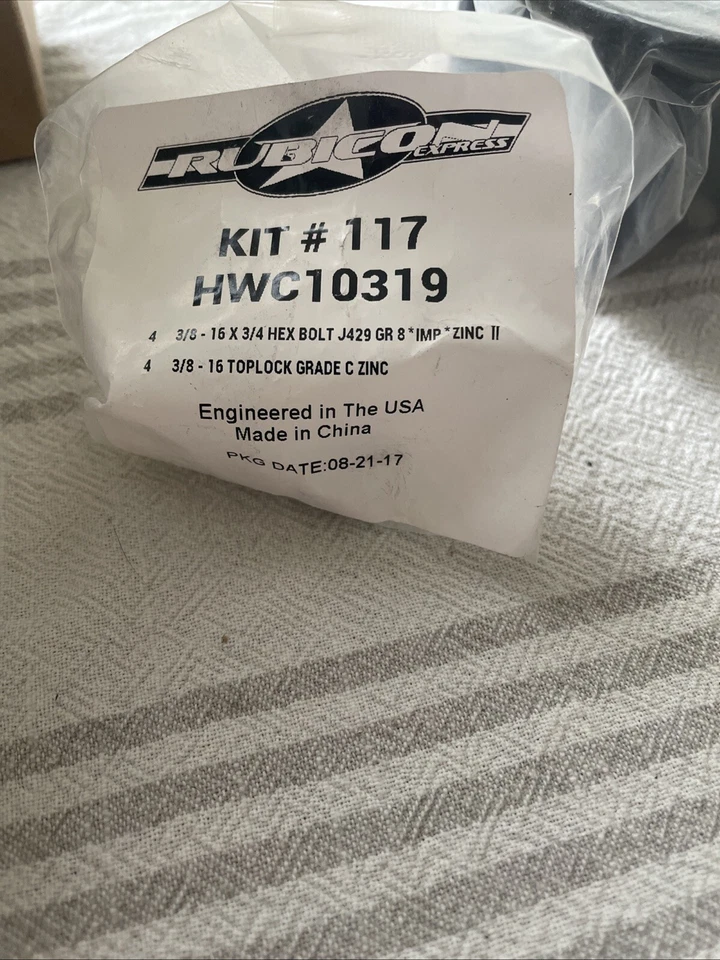 RUBICON
EXPRESS
KIT # 117
HWC10319
4 3/8 - 16 X 3/4 HEX BOLT J429 GR 8*IMP*ZINC II
4 3/8 - 16 TOPLOCK GRADE C ZINC
Engineered in The USA
Made in China
PKG DATE:08-21-17